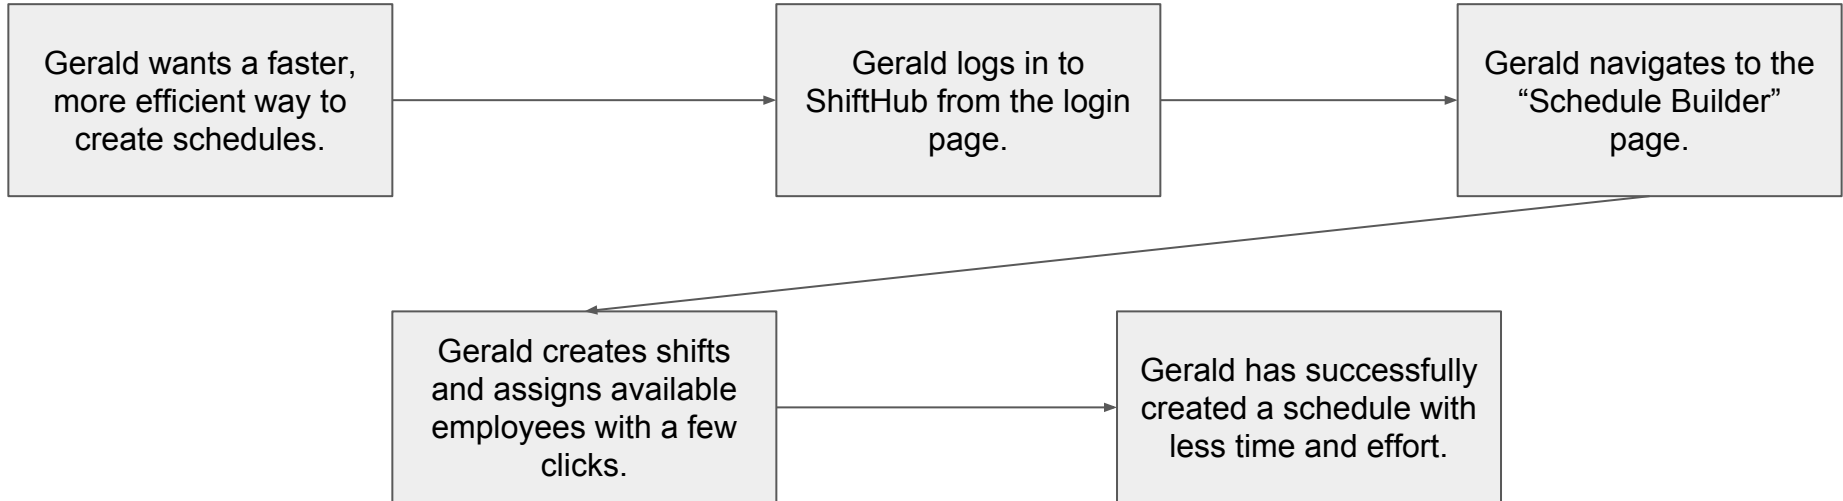 Gerald wants a faster,
more efficient way to
create schedules.
Gerald logs in to
ShiftHub from the login
page.
Gerald navigates to the
“Schedule Builder”
page.
Gerald creates shifts
and assigns available
employees with a few
clicks.
Gerald has successfully
created a schedule with
less time and effort.